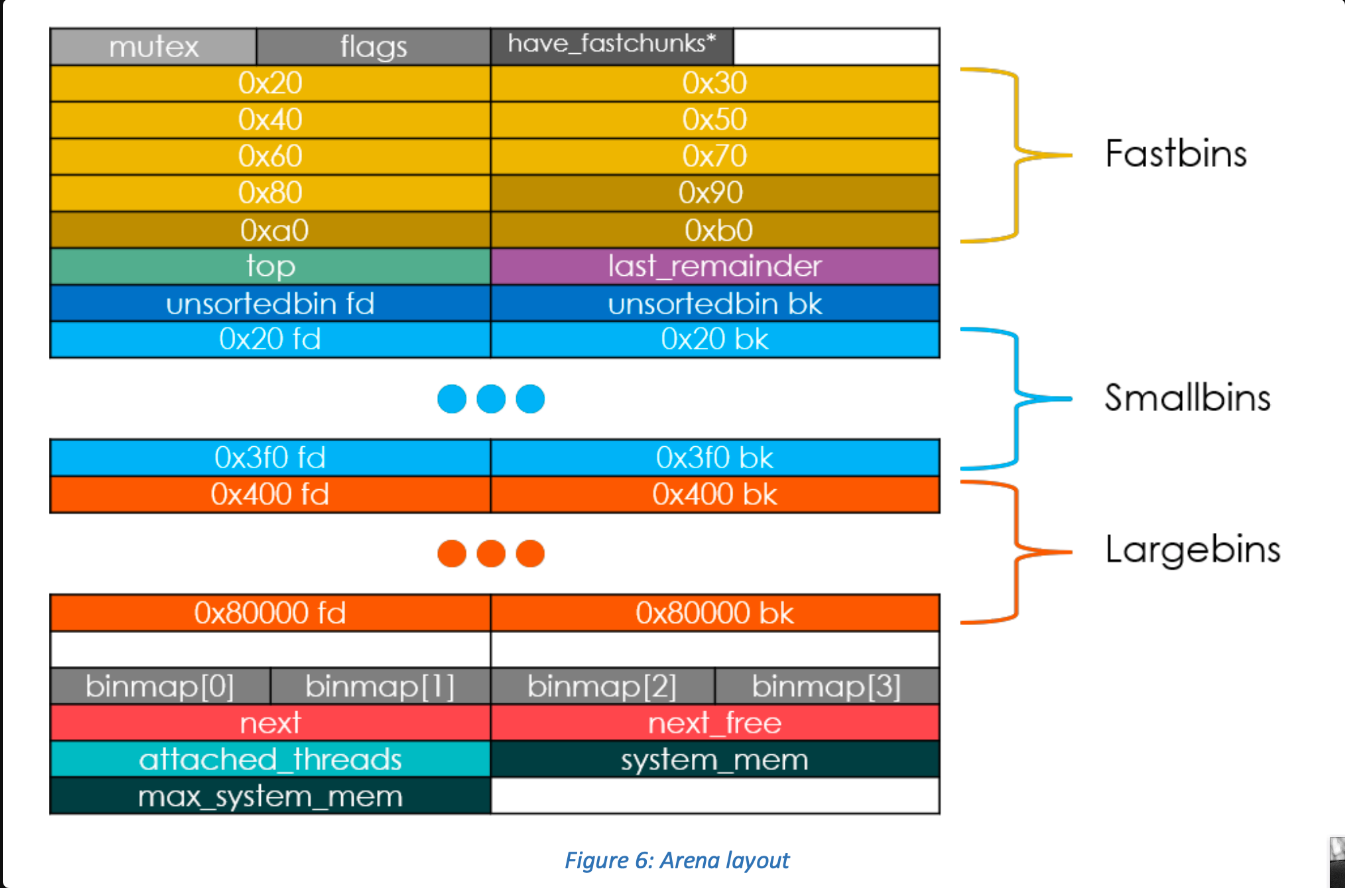 mutex flags have_fastchunks*
0x20 0x30
0x40 0x50
0x60 0x70
Fastbins
0x80 0x90
0xa0 0xb0
top last_remainder
unsortedbin fd unsortedbin bk
0x20 fd 0x20 bk
Smallbins
0x3f0 fd 0x3f0 bk
0x400 fd 0x400 bk
Largebins
0x80000 fd 0x80000 bk
binmap[0] binmap[1] binmap[2] binmap[3]
next next_free
attached_threads system_mem
max_system_mem
Figure 6: Arena layout